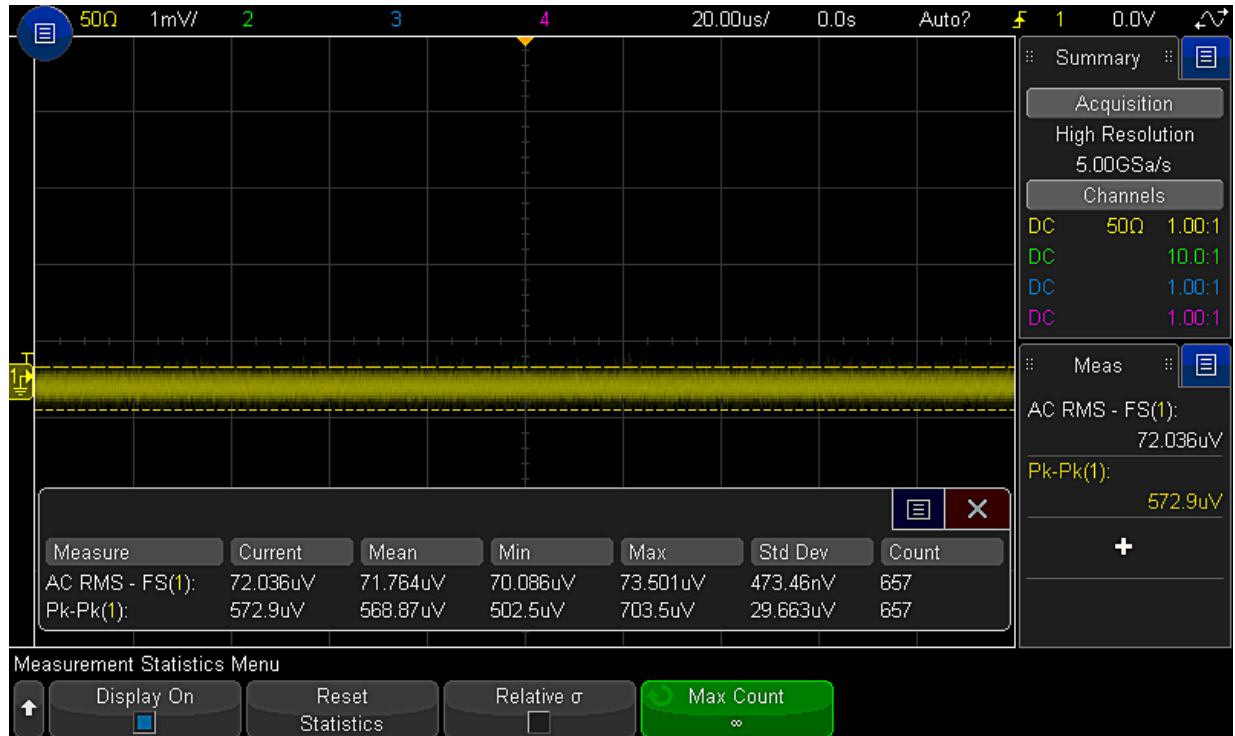 50Ω 1mV/ 2 3 4 20.00us/ 0.0s Auto? 1 0.0V
Summary
Acquisition
High Resolution
5.00GSa/s
Channels
DC 50Ω 1.00:1
DC 10.0:1
DC 1.00:1
DC 1.00:1
T
1
Meas
AC RMS - FS(1):
72.036uV
Pk-Pk(1):
572.9uV
Measure Current Mean Min Max Std Dev Count
AC RMS - FS(1): 72.036uV 71.764uV 70.086uV 73.501uV 473.46nV 657
Pk-Pk(1): 572.9uV 568.87uV 502.5uV 703.5uV 29.663uV 657
Measurement Statistics Menu
Display On
Reset
Statistics
Relative σ
Max Count
∞